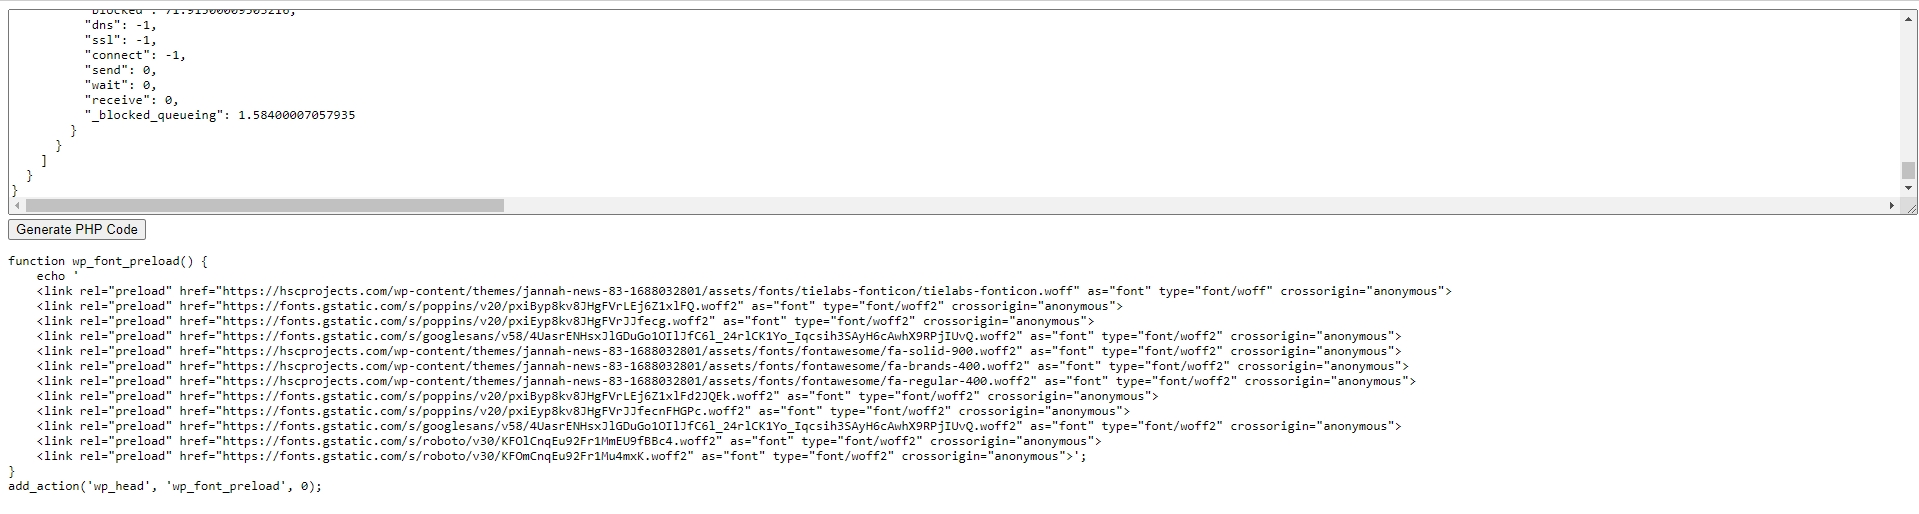 "blocked": 71.91500009503216,
"dns": -1,
"ssl": -1,
"connect": -1,
"send": 0,
"wait": 0,
"receive": 0,
"_blocked_queueing": 1.58400007057935
}
}
]
}
}
Generate PHP Code
function wp_font_preload() {
echo '
<link rel="preload" href="https://hscprojects.com/wp-content/themes/jannah-news-83-1688032801/assets/fonts/tielabs-fonticon/tielabs-fonticon.woff" as="font" type="font/woff" crossorigin="anonymous">
<link rel="preload" href="https://fonts.gstatic.com/s/poppins/v20/pxiByp8kv8JHgFVrLEj6Z1xlFQ.woff2" as="font" type="font/woff2" crossorigin="anonymous">
<link rel="preload" href="https://fonts.gstatic.com/s/poppins/v20/pxiEyp8kv8JHgFVrJJfecg.woff2" as="font" type="font/woff2" crossorigin="anonymous">
<link rel="preload" href="https://fonts.gstatic.com/s/googlesans/v58/4UasrENHsxJlGDuGo1OIlJfC6l_24rlCK1Yo_Iqcsih3SAyH6cAwhX9RPjIUvQ.woff2" as="font" type="font/woff2" crossorigin="anonymous">
<link rel="preload" href="https://hscprojects.com/wp-content/themes/jannah-news-83-1688032801/assets/fonts/fontawesome/fa-solid-900.woff2" as="font" type="font/woff2" crossorigin="anonymous">
<link rel="preload" href="https://hscprojects.com/wp-content/themes/jannah-news-83-1688032801/assets/fonts/fontawesome/fa-brands-400.woff2" as="font" type="font/woff2" crossorigin="anonymous">
<link rel="preload" href="https://hscprojects.com/wp-content/themes/jannah-news-83-1688032801/assets/fonts/fontawesome/fa-regular-400.woff2" as="font" type="font/woff2" crossorigin="anonymous">
<link rel="preload" href="https://fonts.gstatic.com/s/poppins/v20/pxiByp8kv8JHgFVrLEj6Z1xlFd2JQEk.woff2" as="font" type="font/woff2" crossorigin="anonymous">
<link rel="preload" href="https://fonts.gstatic.com/s/poppins/v20/pxiEyp8kv8JHgFVrJJfecnFHGPc.woff2" as="font" type="font/woff2" crossorigin="anonymous">
<link rel="preload" href="https://fonts.gstatic.com/s/googlesans/v58/4UasrENHsxJlGDuGo1OIlJfC6l_24rlCK1Yo_Iqcsih3SAyH6cAwhX9RPjIUvQ.woff2" as="font" type="font/woff2" crossorigin="anonymous">
<link rel="preload" href="https://fonts.gstatic.com/s/roboto/v30/KFOlCnqEu92Fr1MmEU9fBBc4.woff2" as="font" type="font/woff2" crossorigin="anonymous">
<link rel="preload" href="https://fonts.gstatic.com/s/roboto/v30/KFOmCnqEu92Fr1Mu4mxK.woff2" as="font" type="font/woff2" crossorigin="anonymous">';
}
add_action('wp_head', 'wp_font_preload', 0);